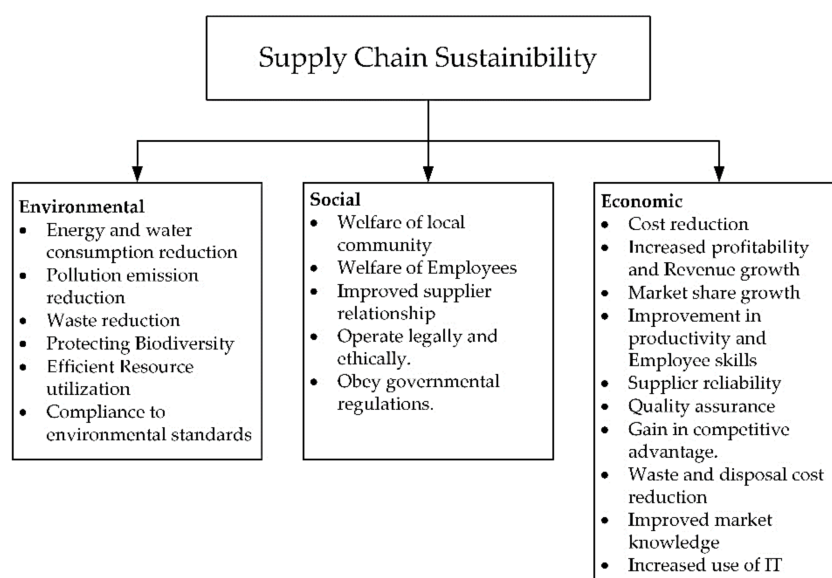 Supply Chain Sustainibility
Environmental
• Energy and water
consumption reduction
• Pollution emission
reduction
• Waste reduction
• Protecting Biodiversity
• Efficient Resource
utilization
• Compliance to
environmental standards
Social
• Welfare of local
community
• Welfare of Employees
• Improved supplier
relationship
• Operate legally and
ethically.
• Obey governmental
regulations.
Economic
• Cost reduction
• Increased profitability
and Revenue growth
• Market share growth
• Improvement in
productivity and
Employee skills
• Supplier reliability
• Quality assurance
• Gain in competitive
advantage.
• Waste and disposal cost
reduction
• Improved market
knowledge
• Increased use of IT